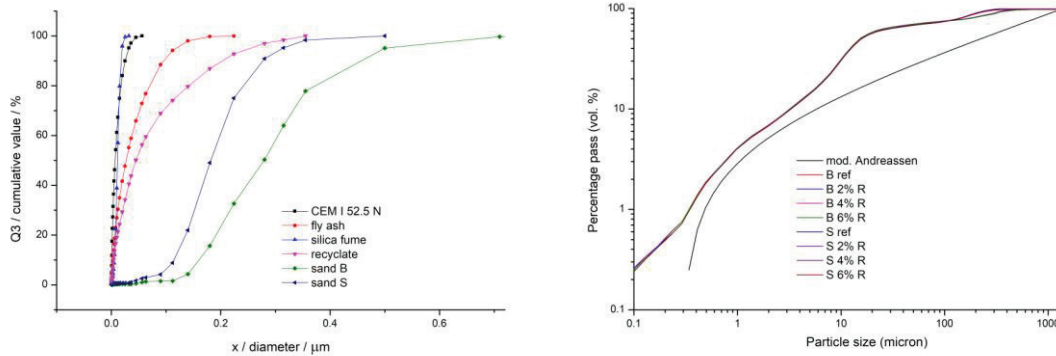 Q3 / cumulative value / %
100
80
60
40
20
0
CEM I 52.5 N
fly ash
silica fume
recyclate
sand B
sand S
0.0
0.2
0.4
0.6
x / diameter / μm
Percentage pass (vol. %)
100
10
1
0.1
mod. Andreassen
B ref
B 2% R
B 4% R
B 6% R
S ref
S 2% R
S 4% R
S 6% R
0.1
1
10
100
1000
Particle size (micron)